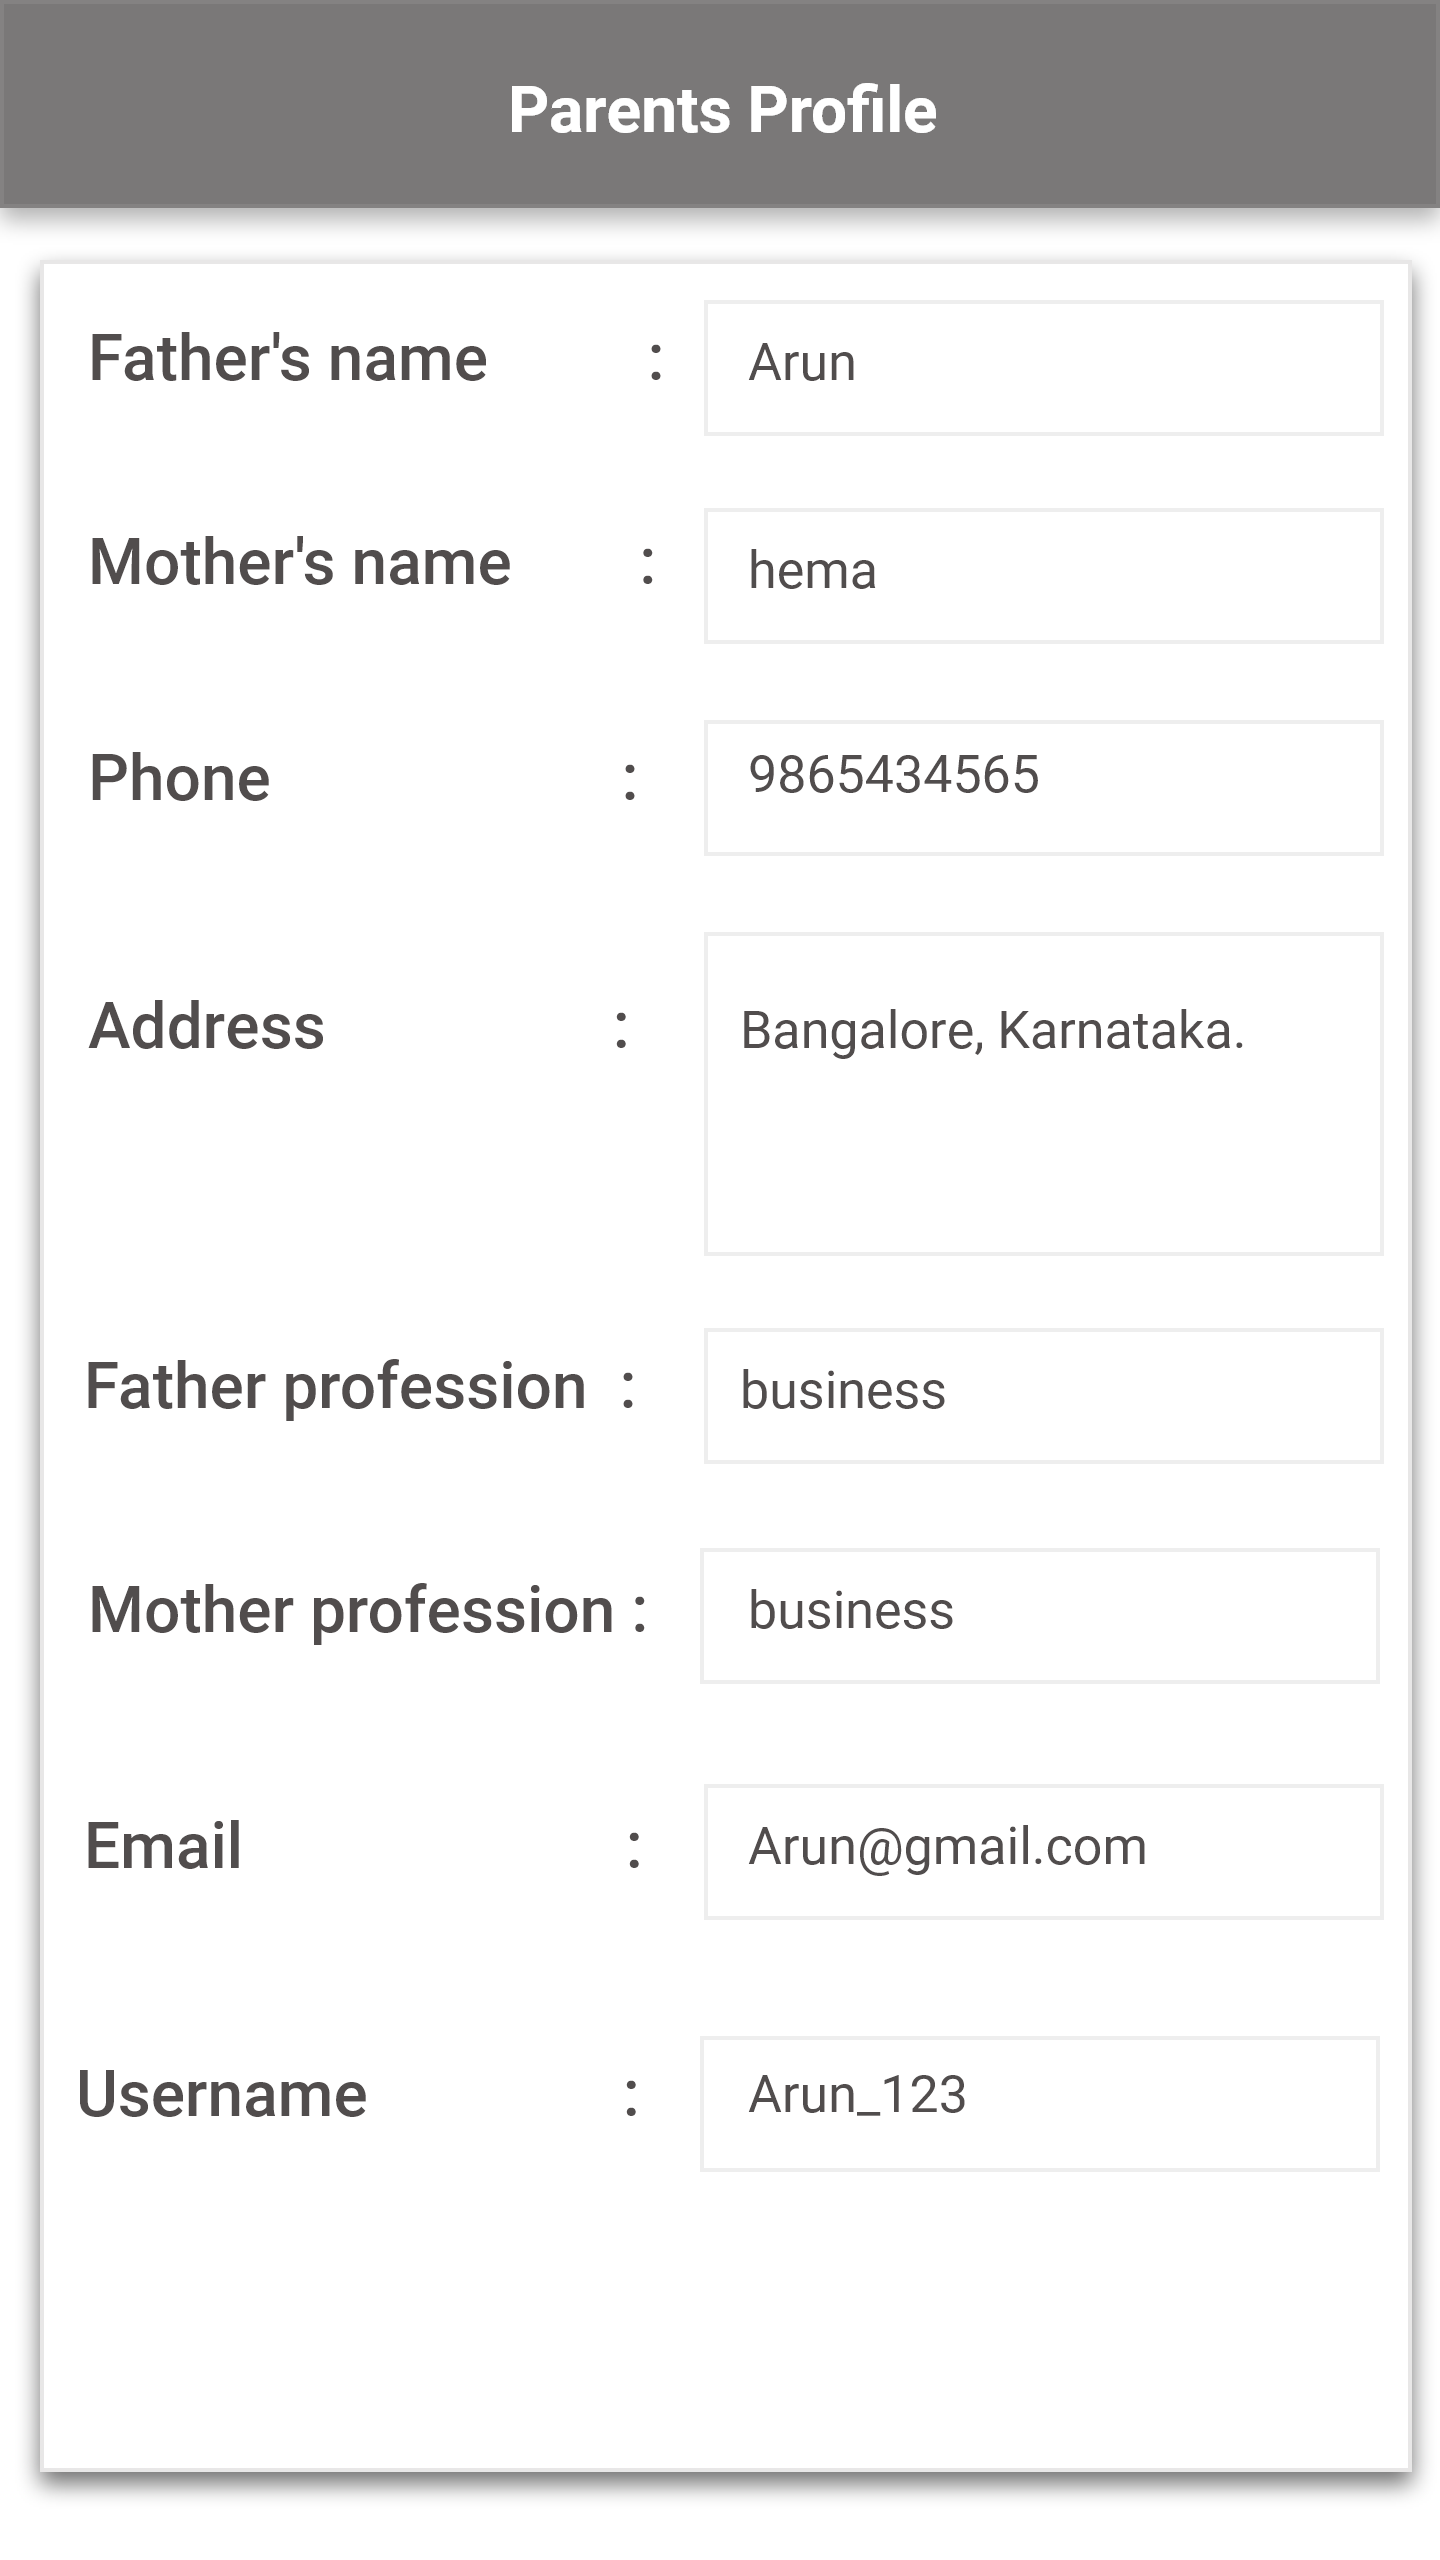 Parents Profile
Father's name : Arun
Mother's name : hema
Phone : 9865434565
Address : Bangalore, Karnataka.
Father profession : business
Mother profession : business
Email : Arun@gmail.com
Username : Arun_123